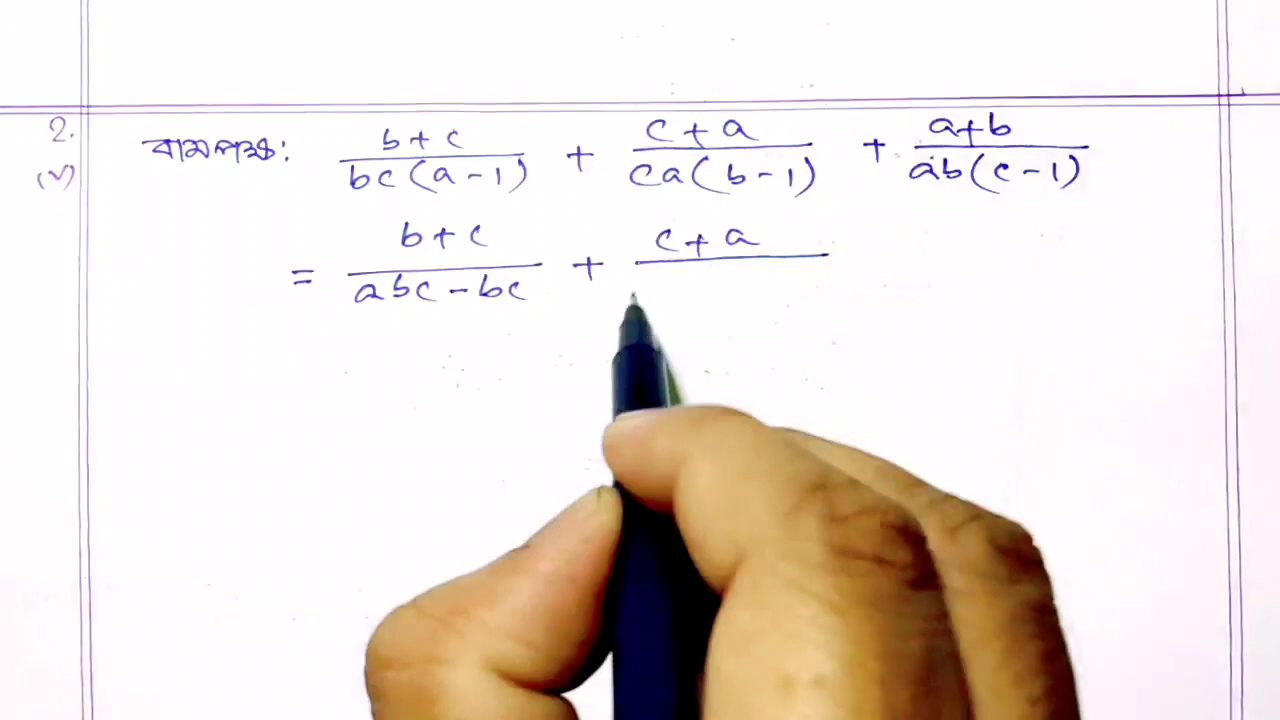 2. বামপক্ষ: (b+c)/(bc(a-1)) + (c+a)/(ca(b-1)) + (a+b)/(ab(c-1))
(v)
= (b+c)/(abc-bc) + (c+a)/